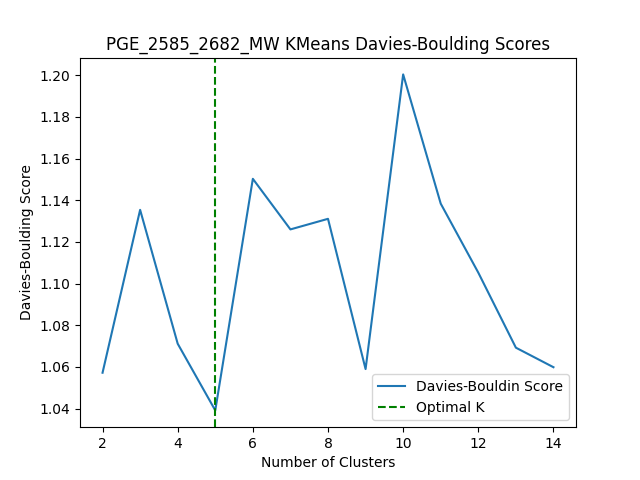 PGE_2585_2682_MW KMeans Davies-Boulding Scores
1.20
1.18
1.16
1.14
1.12
1.10
1.08
1.06
1.04
Davies-Boulding Score
Davies-Bouldin Score
Optimal K
2 4 6 8 10 12 14
Number of Clusters